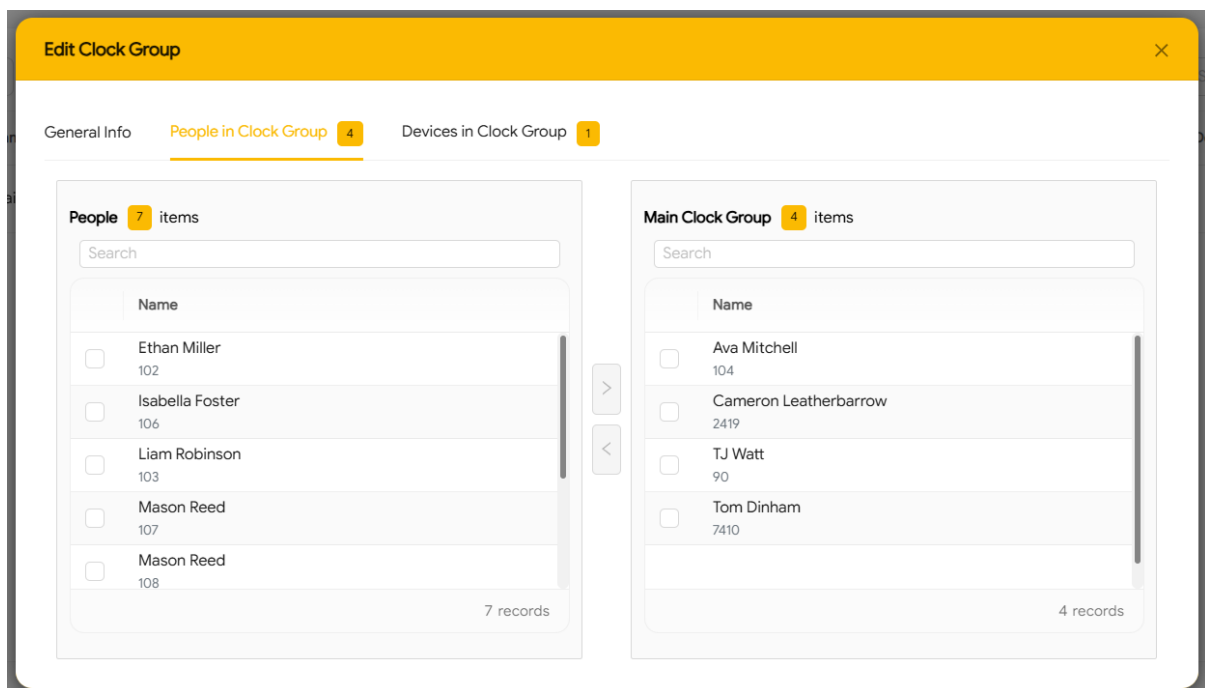 Edit Clock Group
General Info People in Clock Group 4 Devices in Clock Group 1
People 7 items
Search
Name
Ethan Miller
102
Isabella Foster
106
Liam Robinson
103
Mason Reed
107
Mason Reed
108
7 records
Main Clock Group 4 items
Search
Name
Ava Mitchell
104
Cameron Leatherbarrow
2419
TJ Watt
90
Tom Dinham
7410
4 records